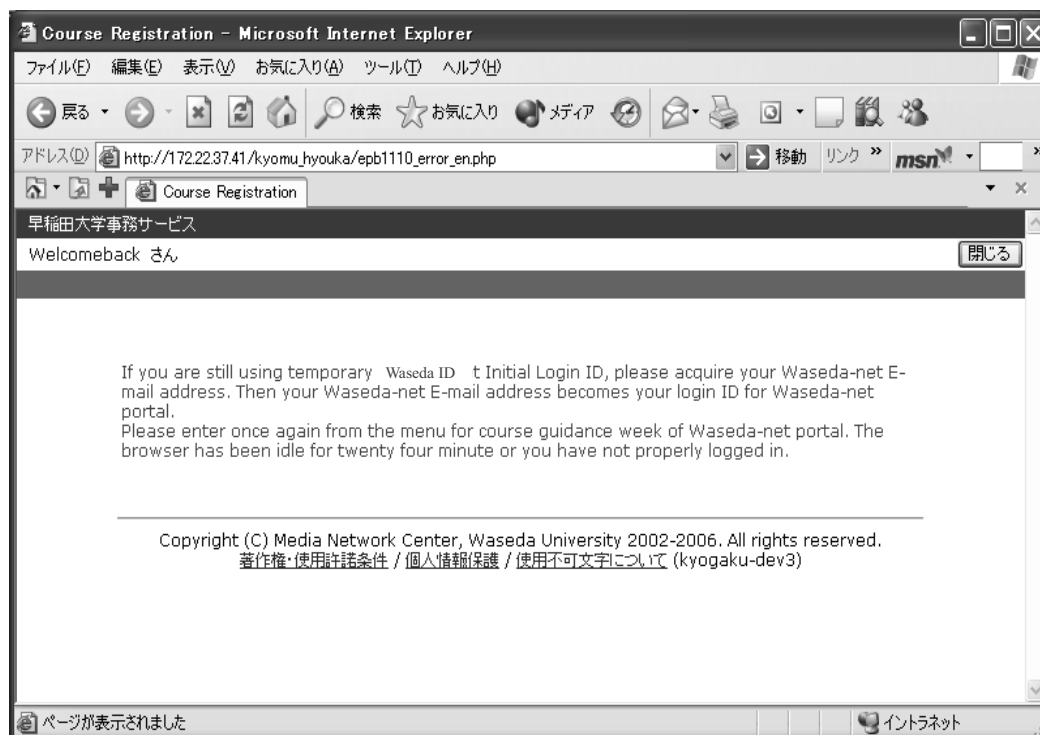 Course Registration - Microsoft Internet Explorer
ファイル(F) 編集(E) 表示(V) お気に入り(A) ツール(T) ヘルプ(H)
戻る 検索 お気に入り メディア
アドレス(D) http://172.22.37.41/kyomu_hyouka/epb1110_error_en.php 移動 リンク » msn »
Course Registration
早稲田大学事務サービス
Welcomeback さん 閉じる
If you are still using temporary Waseda ID t Initial Login ID, please acquire your Waseda-net E-
mail address. Then your Waseda-net E-mail address becomes your login ID for Waseda-net
portal.
Please enter once again from the menu for course guidance week of Waseda-net portal. The
browser has been idle for twenty four minute or you have not properly logged in.
Copyright (C) Media Network Center, Waseda University 2002-2006. All rights reserved.
著作権・使用許諾条件 / 個人情報保護 / 使用不可文字について (kyogaku-dev3)
ページが表示されました イントラネット